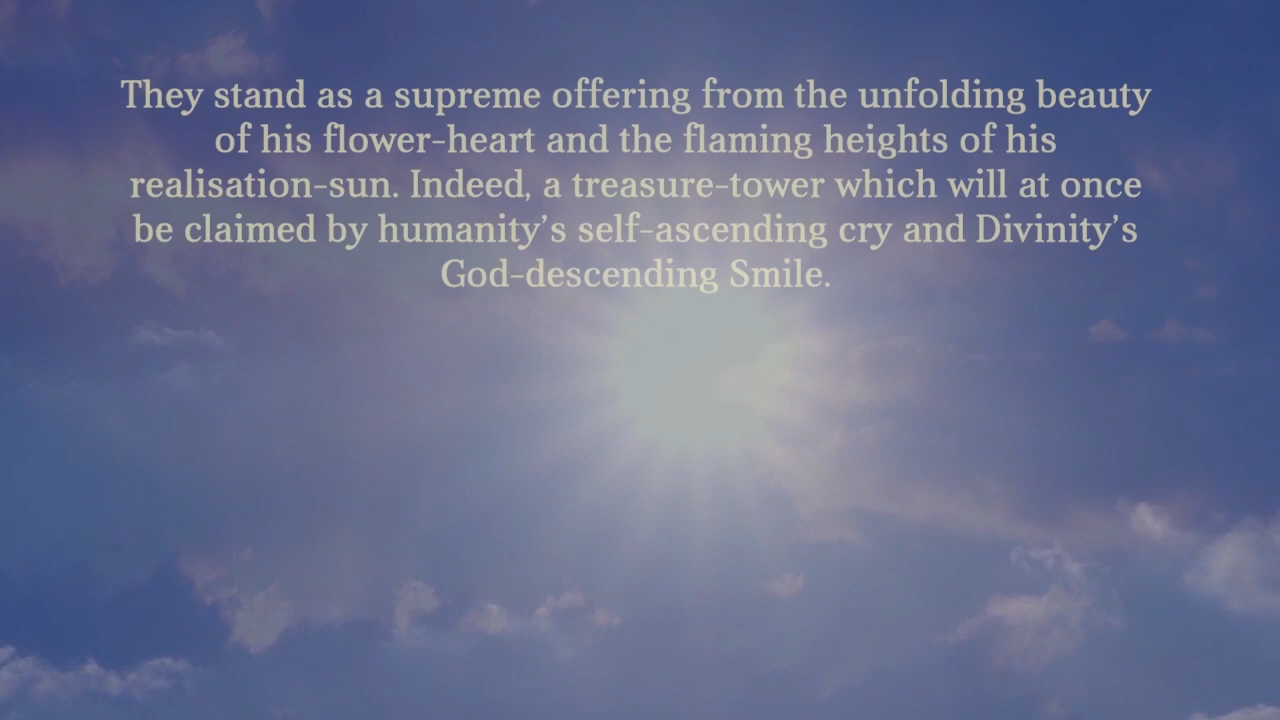 They stand as a supreme offering from the unfolding beauty
of his flower-heart and the flaming heights of his
realisation-sun. Indeed, a treasure-tower which will at once
be claimed by humanity’s self-ascending cry and Divinity’s
God-descending Smile.